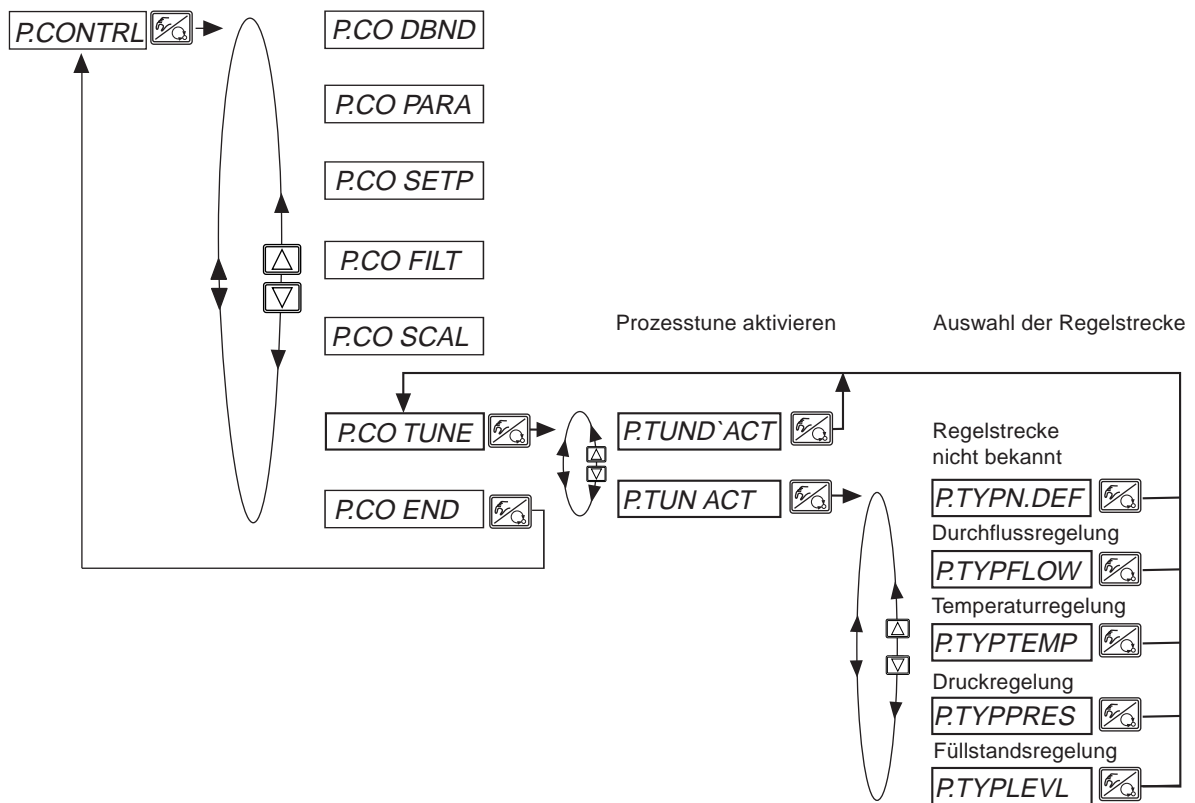 P.CONTRL
P.CO DBND
P.CO PARA
P.CO SETP
P.CO FILT
P.CO SCAL
Prozesstune aktivieren
Auswahl der Regelstrecke
P.CO TUNE
P.TUND`ACT
P.CO END
P.TUN ACT
Regelstrecke
nicht bekannt
P.TYPN.DEF
Durchflussregelung
P.TYPFLOW
Temperaturregelung
P.TYPTEMP
Druckregelung
P.TYPPRES
Füllstandsregelung
P.TYPLEVL